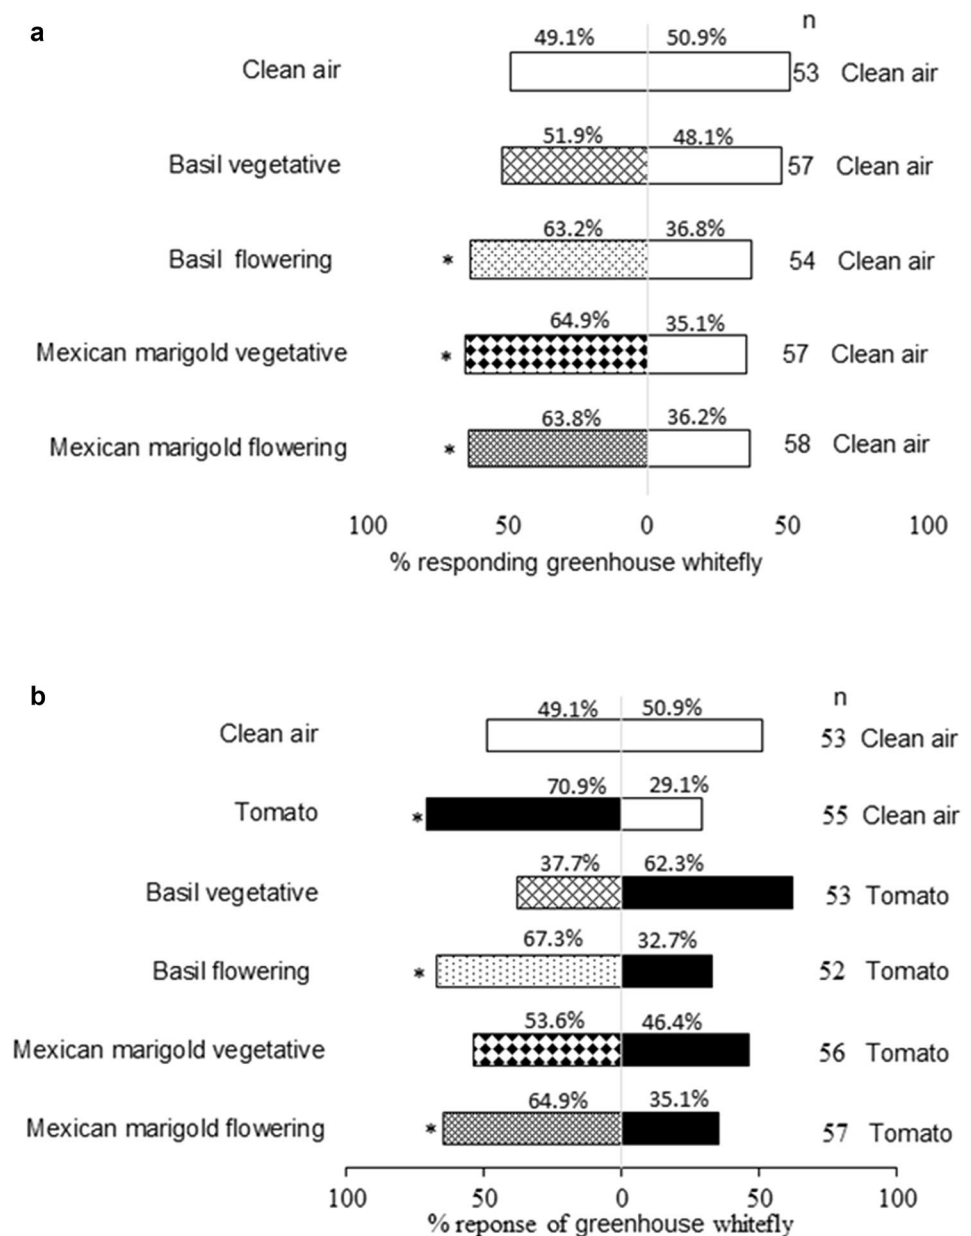 a
n
49.1% 50.9%
Clean air 53 Clean air
51.9% 48.1%
Basil vegetative 57 Clean air
63.2% 36.8%
Basil flowering * 54 Clean air
64.9% 35.1%
Mexican marigold vegetative * 57 Clean air
63.8% 36.2%
Mexican marigold flowering * 58 Clean air
100 50 0 50 100
% responding greenhouse whitefly
b
n
49.1% 50.9%
Clean air 53 Clean air
70.9% 29.1%
Tomato * 55 Clean air
37.7% 62.3%
Basil vegetative 53 Tomato
67.3% 32.7%
Basil flowering * 52 Tomato
53.6% 46.4%
Mexican marigold vegetative 56 Tomato
64.9% 35.1%
Mexican marigold flowering * 57 Tomato
100 50 0 50 100
% reponse of greenhouse whitefly